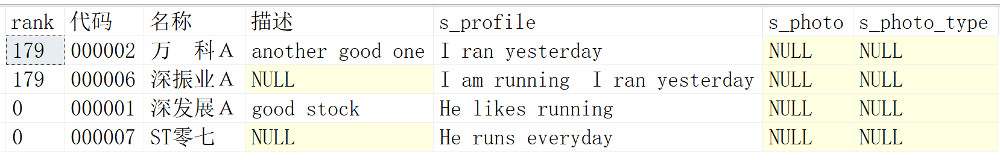 rank 代码 名称 描述 s_profile s_photo s_photo_type
179 000002 万　科Ａ another good one I ran yesterday NULL NULL
179 000006 深振业Ａ NULL I am running  I ran yesterday NULL NULL
0 000001 深发展Ａ good stock He likes running NULL NULL
0 000007 ST零七 NULL He runs everyday NULL NULL